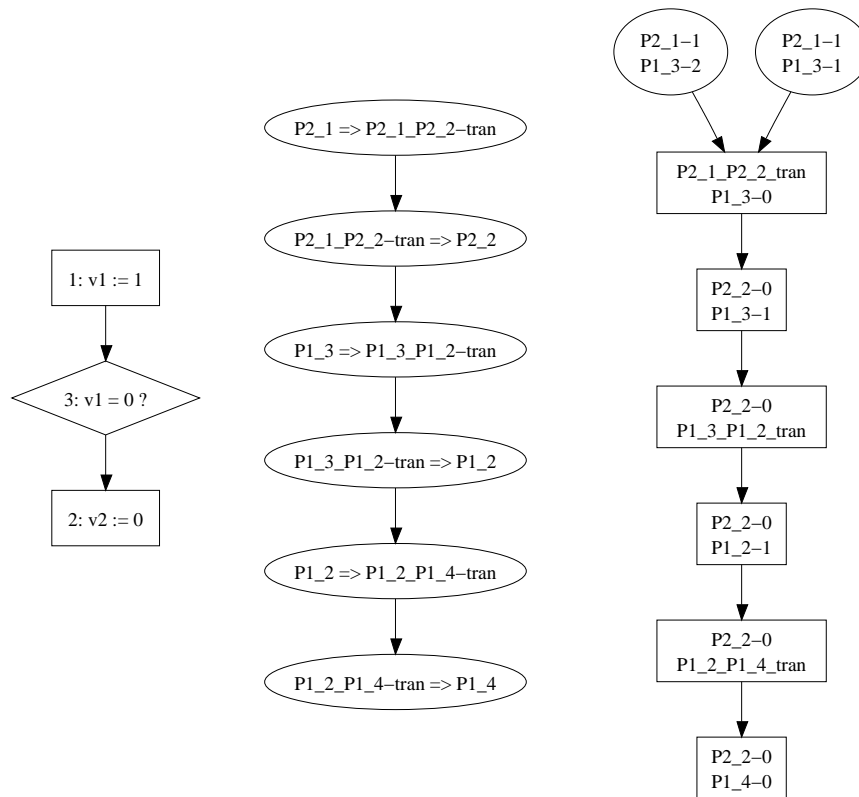 1: v1 := 1
3: v1 = 0 ?
2: v2 := 0
P2_1 => P2_1_P2_2−tran
P2_1_P2_2−tran => P2_2
P1_3 => P1_3_P1_2−tran
P1_3_P1_2−tran => P1_2
P1_2 => P1_2_P1_4−tran
P1_2_P1_4−tran => P1_4
P2_1−1
P1_3−2
P2_1−1
P1_3−1
P2_1_P2_2_tran
P1_3−0
P2_2−0
P1_3−1
P2_2−0
P1_3_P1_2_tran
P2_2−0
P1_2−1
P2_2−0
P1_2_P1_4_tran
P2_2−0
P1_4−0